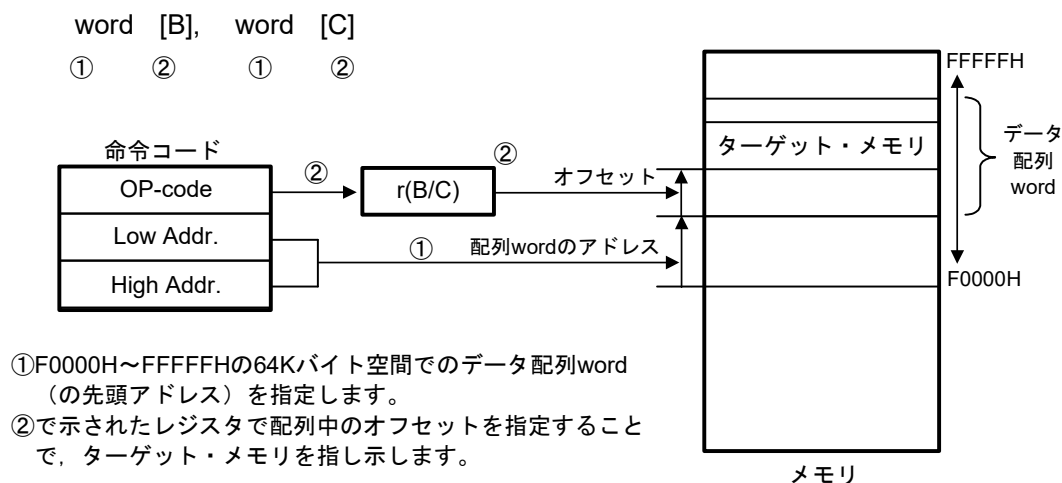 word [B], word [C]
① ② ① ②
FFFFFH
命令コード
OP-code
Low Addr.
High Addr.
②
r(B/C)
②
オフセット
①
配列wordのアドレス
ターゲット・メモリ
データ
配列
word
F0000H
メモリ
①F0000H～FFFFFHの64Kバイト空間でのデータ配列word
（の先頭アドレス）を指定します。
②で示されたレジスタで配列中のオフセットを指定すること
で，ターゲット・メモリを指し示します。